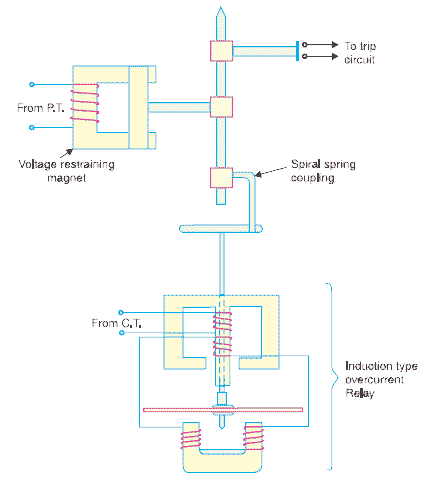 To trip
circuit
From P.T.
Voltage restraining
magnet
Spiral spring
coupling
From C.T.
Induction type
overcurrent
Relay